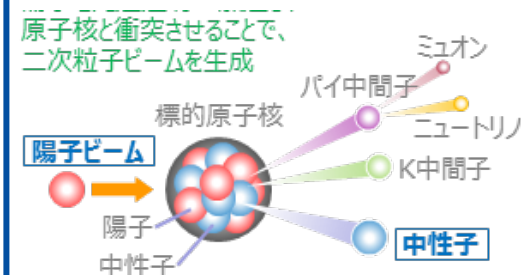 原子核と衝突させることで、
二次粒子ビームを生成
ミュオン
パイ中間子
標的原子核
ニュートリノ
陽子ビーム
K中間子
陽子
中性子
中性子